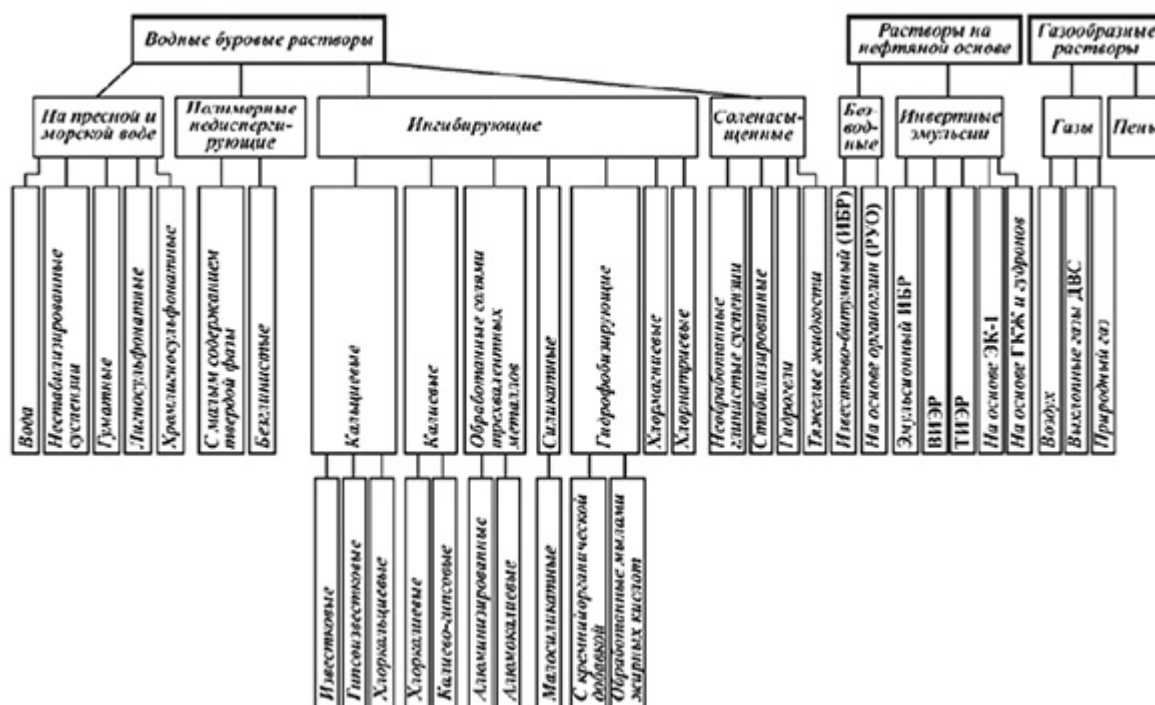 Водные буровые растворы
Растворы на
нефтяной основе
Газообразные
растворы
На пресной и
морской воде
Полимерные
недисперги-
рующие
Ингибирующие
Соленасы-
щенные
Без-
вод-
ные
Инвертные
эмульсии
Газы
Пены
Вода
Нестабилизированные
суспензии
Гуматные
Лигносульфонатные
Хромлигносульфонатные
С малым содержанием
твердой фазы
Безглинистые
Кальциевые
Калиевые
Обработанные солями
трехвалентных
металлов
Силикатные
Гидрофобизирующие
Хлормагниевые
Хлорнатриевые
Необработанные
глинистые суспензии
Стабилизированные
Гидрогели
Тяжелые жидкости
Известково-битумный (ИБР)
На основе органоглин (РУО)
Эмульсионный ИБР
ВИЭР
ТИЭР
На основе ЭК-1
На основе ГКЖ и гудронов
Воздух
Выхлопные газы ДВС
Природный газ
Известковые
Гипсоизвестковые
Хлоркальциевые
Хлоркалиевые
Калиево-гипсовые
Алюминизированные
Алюмокалиевые
Малосиликатные
С кремнийорганической
добавкой
Обработанные мылами
жирных кислот